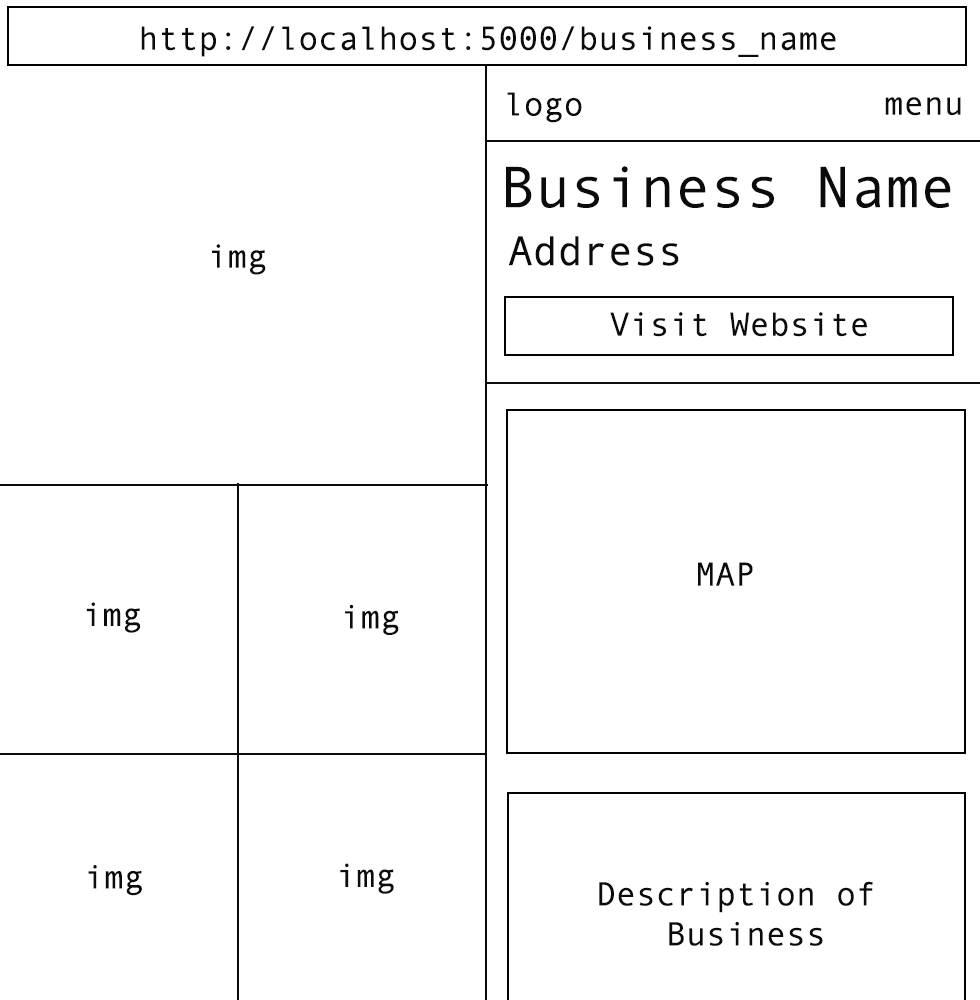 http://localhost:5000/business_name
logo
menu
Business Name
Address
Visit Website
img
MAP
img
img
img
img
Description of
Business